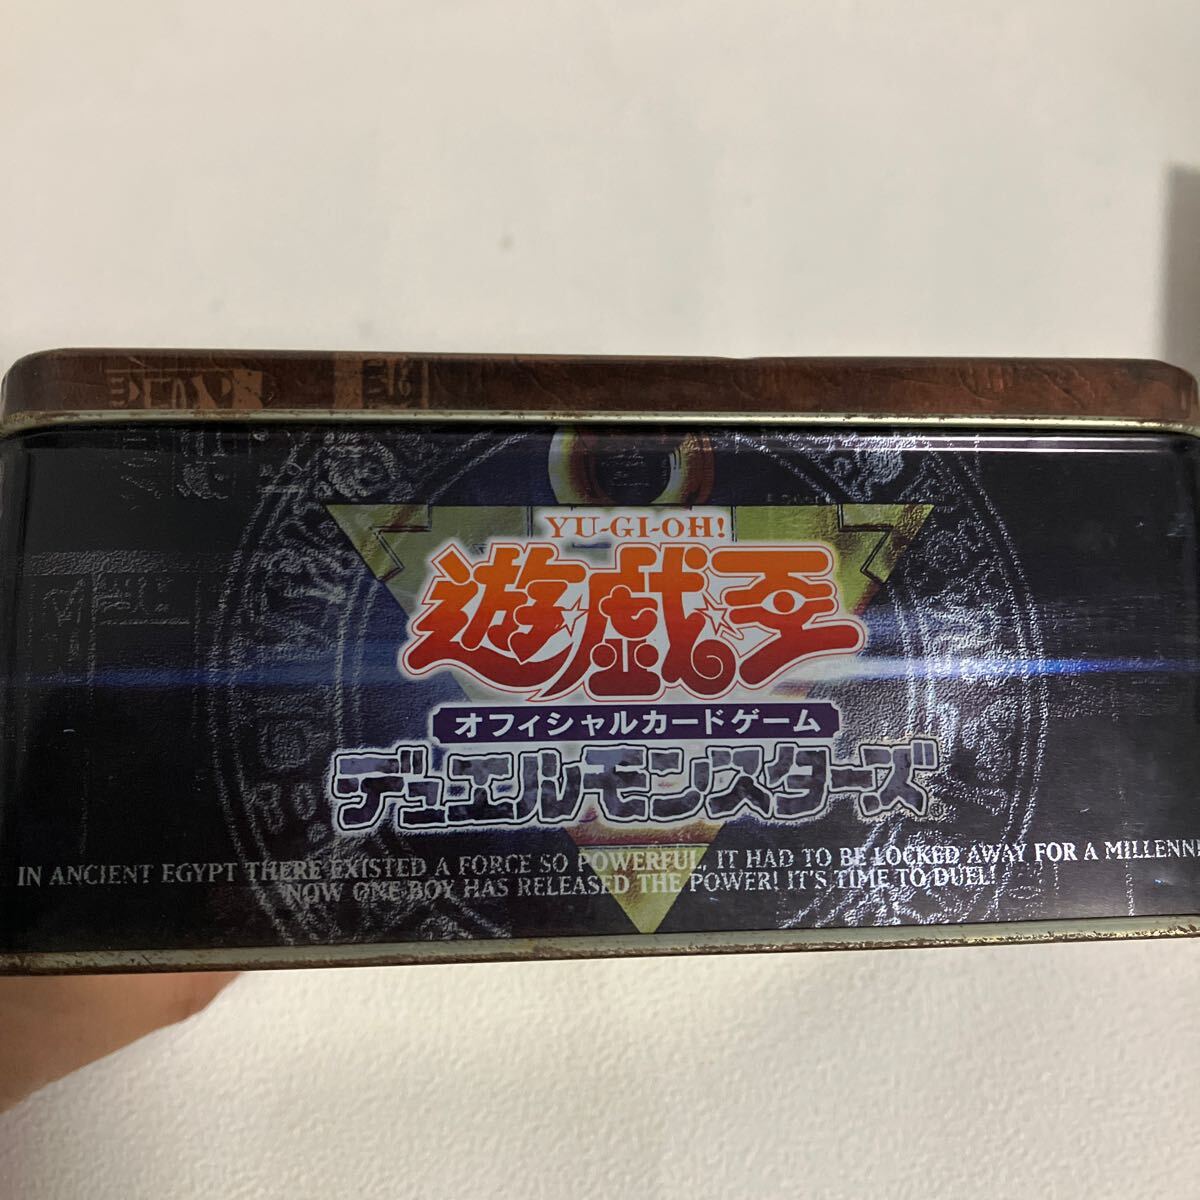 YU-GI-OH!
遊☆戯☆王
オフィシャルカードゲーム
デュエルモンスターズ
IN ANCIENT EGYPT THERE EXISTED A FORCE SO POWERFUL, IT HAD TO BE LOCKED AWAY FOR A MILLENNI
NOW ONE BOY HAS RELEASED THE POWER! IT'S TIME TO DUEL!